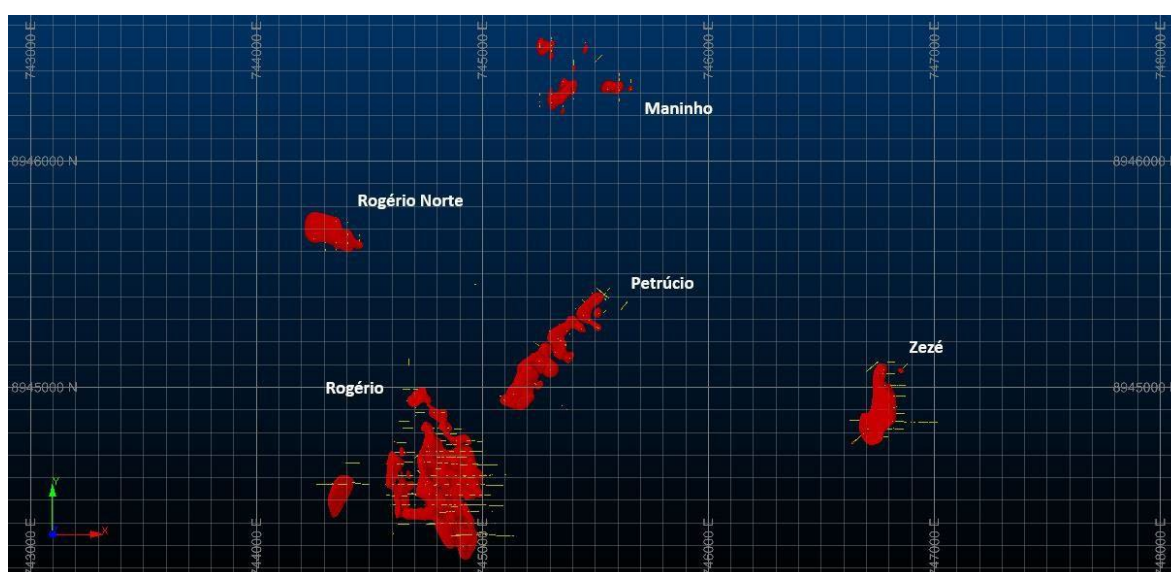 743000 E
744000 E
745000 E
746000 E
747000 E
748000 E
Maninho
8946000 N
8946000 N
Rogério Norte
Petrúcio
Zezé
Rogério
8945000 N
8945000 N
Y
X
743000 E
744000 E
745000 E
746000 E
747000 E
748000 E